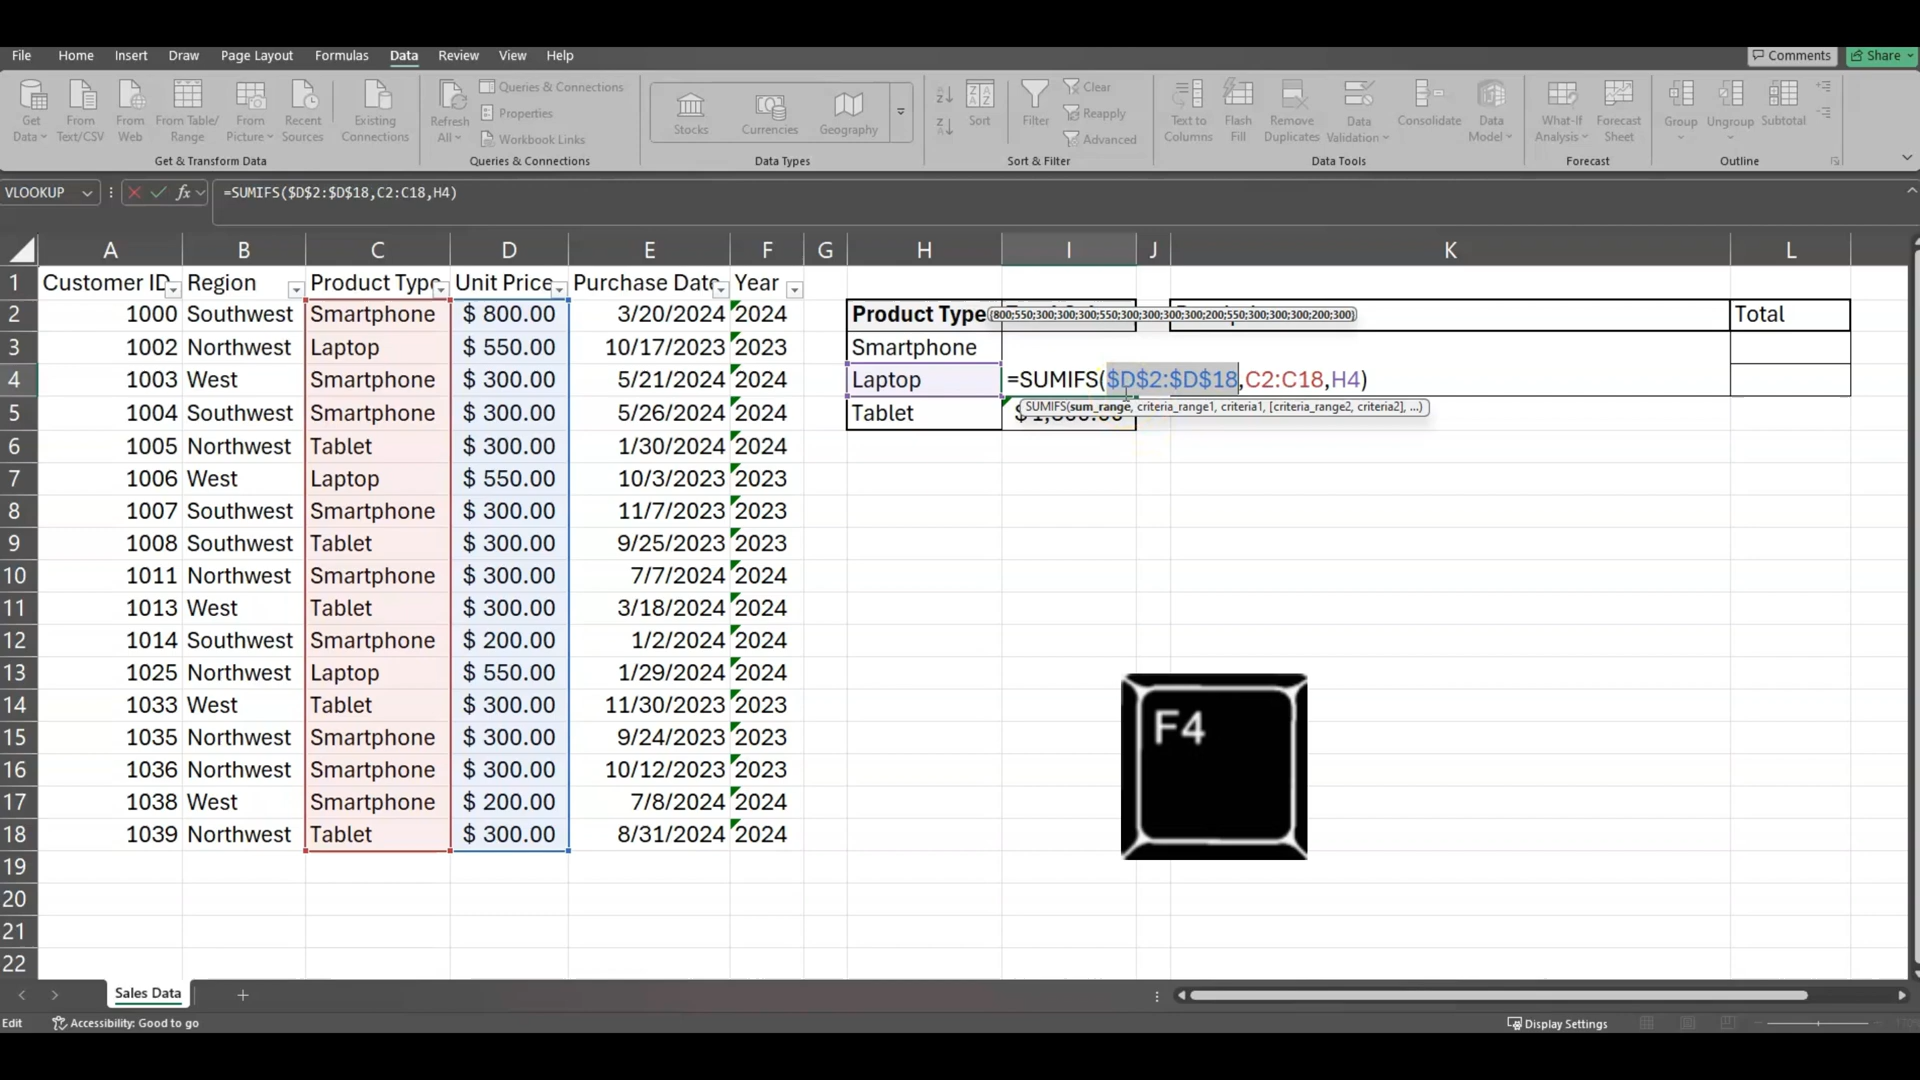 File Home Insert Draw Page Layout Formulas Data Review View Help Comments Share
Get Data From Text/CSV From Web From Table/Range From Picture Recent Sources Existing Connections Refresh All Queries & Connections Properties Workbook Links Stocks Currencies Geography Sort Filter Clear Reapply Advanced Text to Columns Flash Fill Remove Duplicates Data Validation Consolidate Data Model What-If Analysis Forecast Sheet Group Ungroup Subtotal
Get & Transform Data Queries & Connections Data Types Sort & Filter Data Tools Forecast Outline
VLOOKUP fx =SUMIFS($D$2:$D$18,C2:C18,H4)
A B C D E F G H I J K L
1 Customer ID Region Product Type Unit Price Purchase Date Year
2 1000 Southwest Smartphone $ 800.00 3/20/2024 2024 Product Type {800;550;300;300;300;550;300;300;300;300;200;550;300;300;300;200;300} Total
3 1002 Northwest Laptop $ 550.00 10/17/2023 2023 Smartphone
4 1003 West Smartphone $ 300.00 5/21/2024 2024 Laptop =SUMIFS($D$2:$D$18,C2:C18,H4)
SUMIFS(sum_range, criteria_range1, criteria1, [criteria_range2, criteria2], ...)
5 1004 Southwest Smartphone $ 300.00 5/26/2024 2024 Tablet
6 1005 Northwest Tablet $ 300.00 1/30/2024 2024
7 1006 West Laptop $ 550.00 10/3/2023 2023
8 1007 Southwest Smartphone $ 300.00 11/7/2023 2023
9 1008 Southwest Tablet $ 300.00 9/25/2023 2023
10 1011 Northwest Smartphone $ 300.00 7/7/2024 2024
11 1013 West Tablet $ 300.00 3/18/2024 2024
12 1014 Southwest Smartphone $ 200.00 1/2/2024 2024
13 1025 Northwest Laptop $ 550.00 1/29/2024 2024
14 1033 West Tablet $ 300.00 11/30/2023 2023
15 1035 Northwest Smartphone $ 300.00 9/24/2023 2023
16 1036 Northwest Smartphone $ 300.00 10/12/2023 2023
17 1038 West Smartphone $ 200.00 7/8/2024 2024
18 1039 Northwest Tablet $ 300.00 8/31/2024 2024
19
20
21
22
F4
Sales Data
Edit Accessibility: Good to go Display Settings